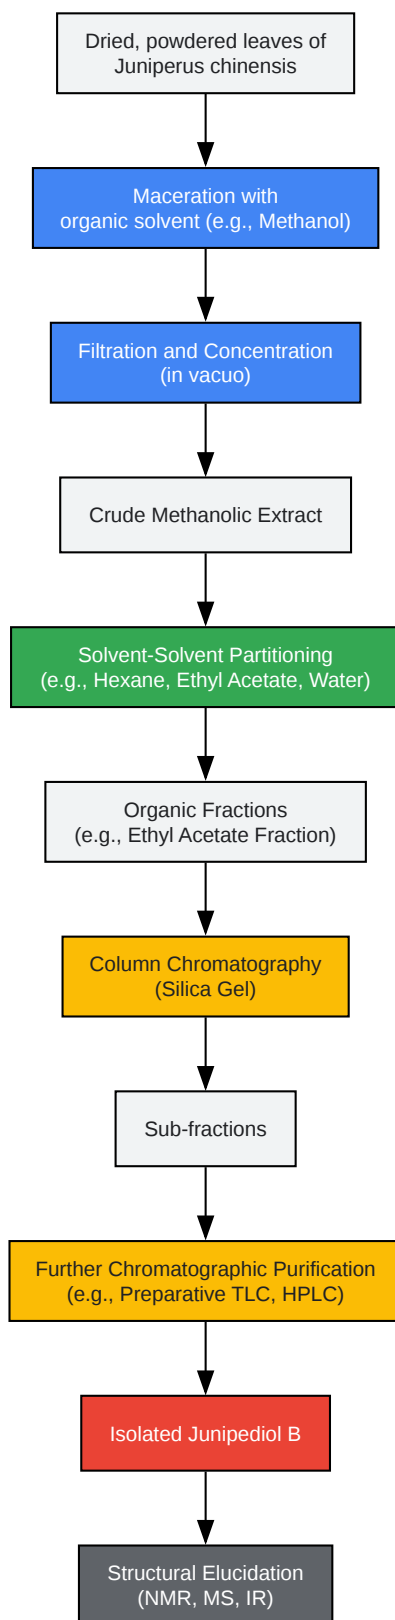 Dried, powdered leaves of
Juniperus chinensis
Maceration with
organic solvent (e.g., Methanol)
Filtration and Concentration
(in vacuo)
Crude Methanolic Extract
Solvent-Solvent Partitioning
(e.g., Hexane, Ethyl Acetate, Water)
Organic Fractions
(e.g., Ethyl Acetate Fraction)
Column Chromatography
(Silica Gel)
Sub-fractions
Further Chromatographic Purification
(e.g., Preparative TLC, HPLC)
Isolated Junipediol B
Structural Elucidation
(NMR, MS, IR)